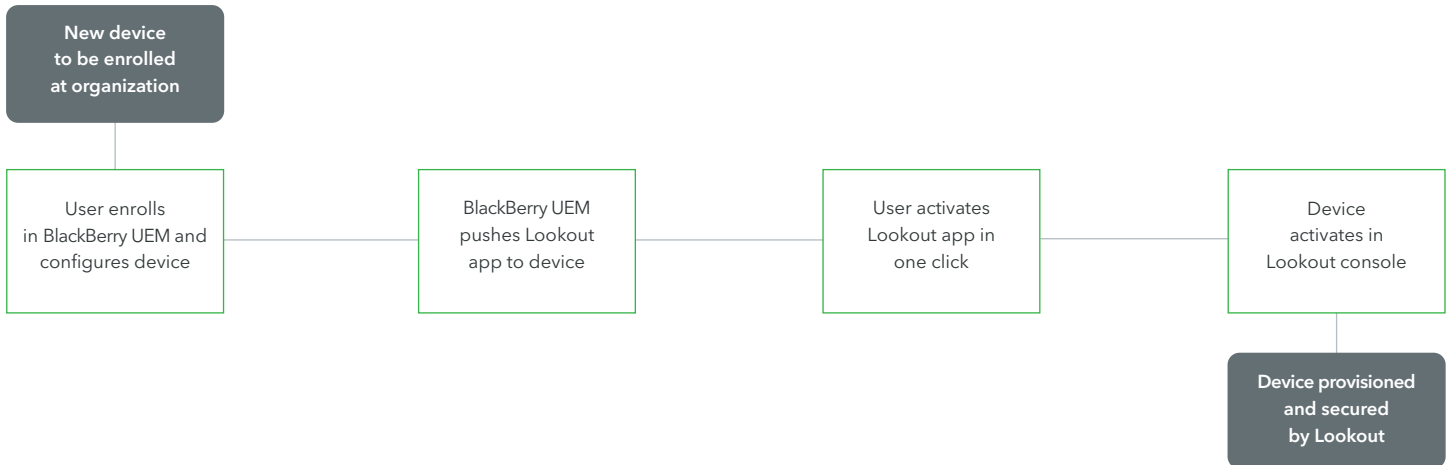 New device
to be enrolled
at organization
User enrolls
in BlackBerry UEM and
configures device
BlackBerry UEM
pushes Lookout
app to device
User activates
Lookout app in
one click
Device
activates in
Lookout console
Device provisioned
and secured
by Lookout